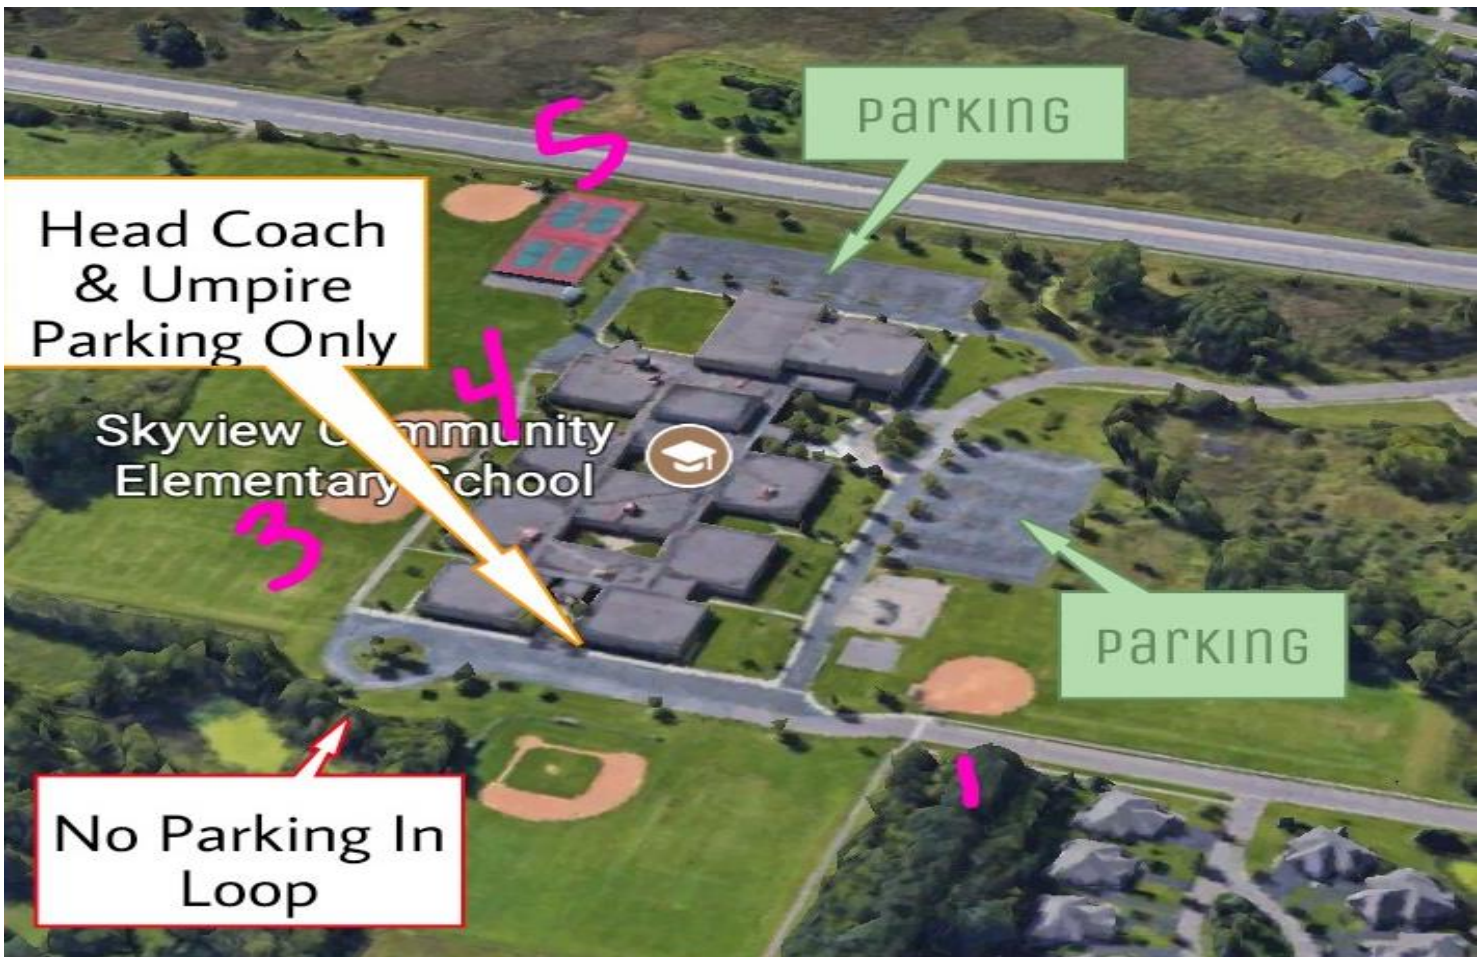 5
Parking
Head Coach
& Umpire
Parking Only
4
Skyview Community
Elementary School
3
Parking
1
No Parking In
Loop